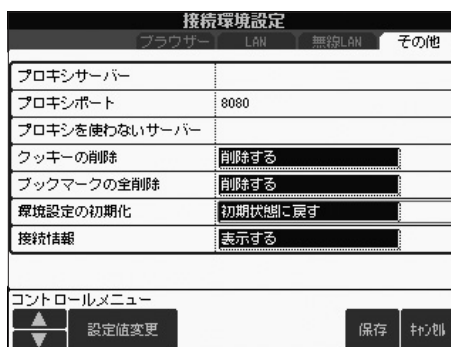 接続環境設定
ブラウザー LAN 無線LAN その他
プロキシサーバー
プロキシポート 8080
プロキシを使わないサーバー
クッキーの削除 削除する
ブックマークの全削除 削除する
環境設定の初期化 初期状態に戻す
接続情報 表示する
コントロールメニュー
設定値変更 保存 ｷｬﾝｾﾙ